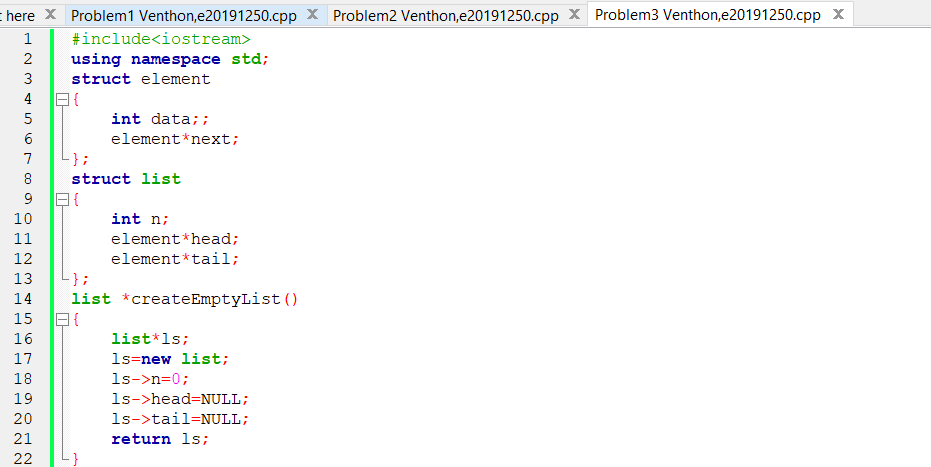 t here X Problem1 Venthon,e20191250.cpp X Problem2 Venthon,e20191250.cpp X Problem3 Venthon,e20191250.cpp X
1 #include<iostream>
2 using namespace std;
3 struct element
4 {
5 int data;;
6 element*next;
7 };
8 struct list
9 {
10 int n;
11 element*head;
12 element*tail;
13 };
14 list *createEmptyList()
15 {
16 list*ls;
17 ls=new list;
18 ls->n=0;
19 ls->head=NULL;
20 ls->tail=NULL;
21 return ls;
22 }